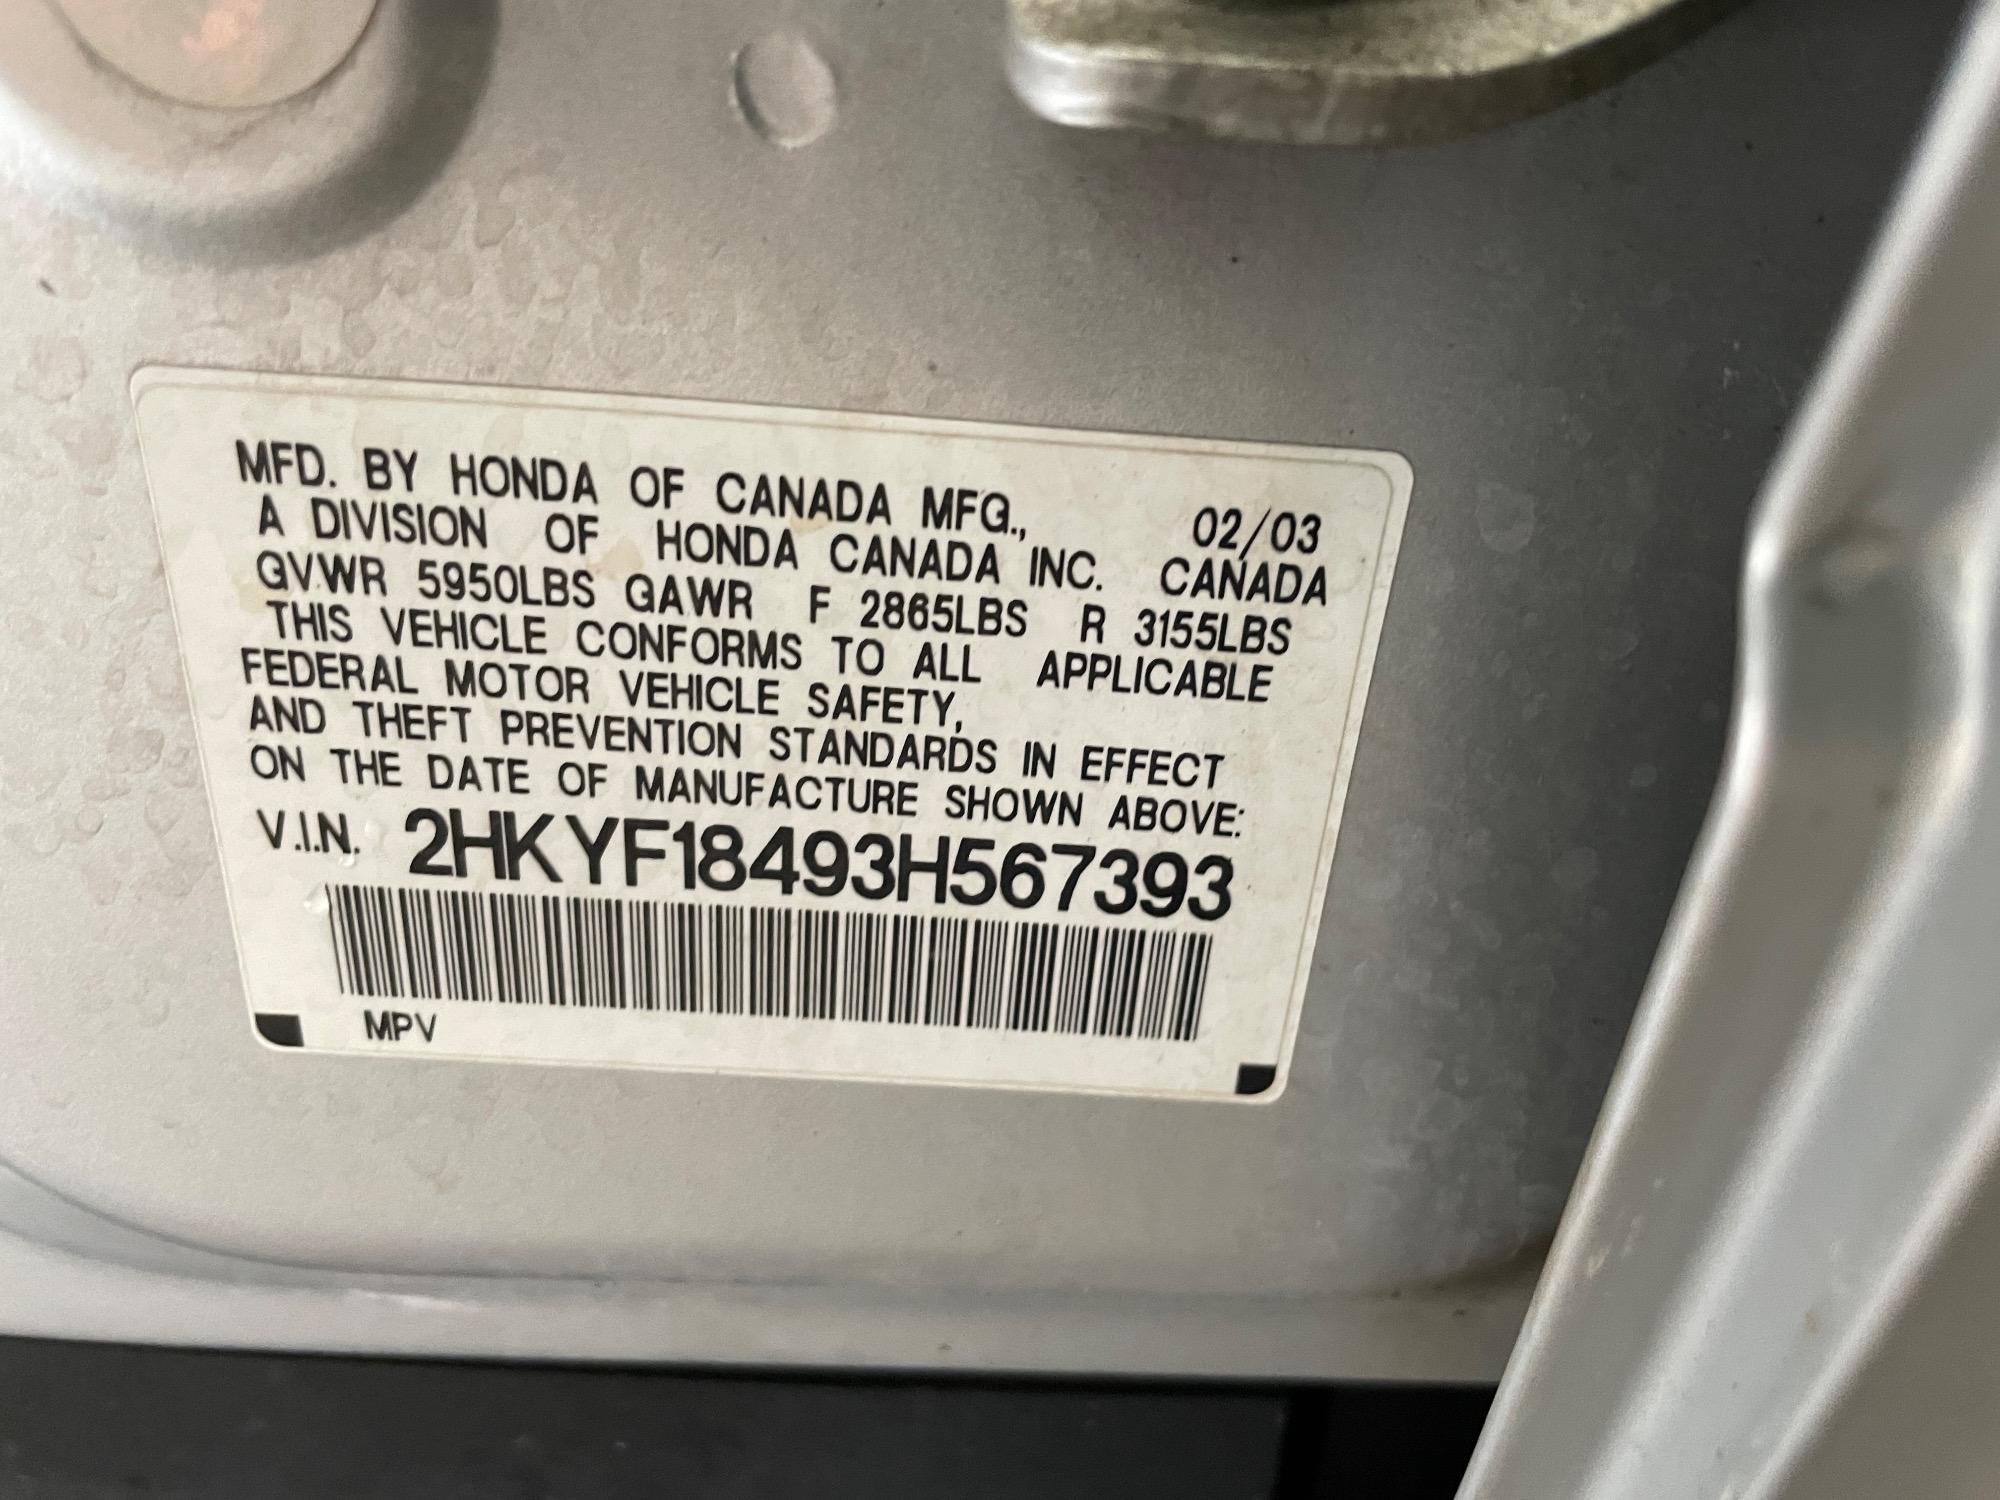 MFD. BY HONDA OF CANADA MFG., 02/03
A DIVISION OF HONDA CANADA INC. CANADA
GVWR 5950LBS GAWR F 2865LBS R 3155LBS
THIS VEHICLE CONFORMS TO ALL APPLICABLE
FEDERAL MOTOR VEHICLE SAFETY,
AND THEFT PREVENTION STANDARDS IN EFFECT
ON THE DATE OF MANUFACTURE SHOWN ABOVE:
V.I.N. 2HKYF18493H567393
MPV